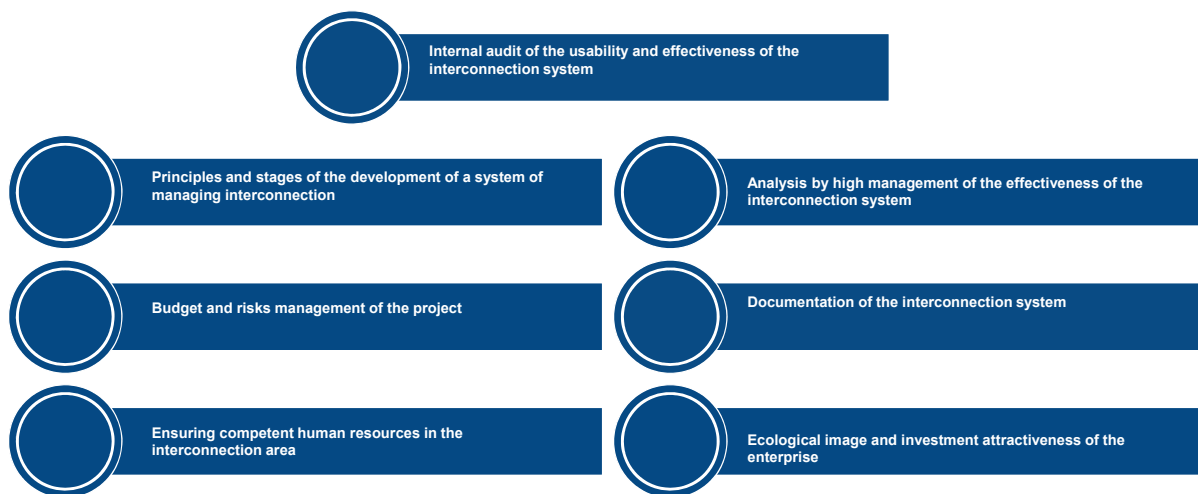 Internal audit of the usability and effectiveness of the
interconnection system
Principles and stages of the development of a system of
managing interconnection
Analysis by high management of the effectiveness of the
interconnection system
Budget and risks management of the project
Documentation of the interconnection system
Ensuring competent human resources in the
interconnection area
Ecological image and investment attractiveness of the
enterprise